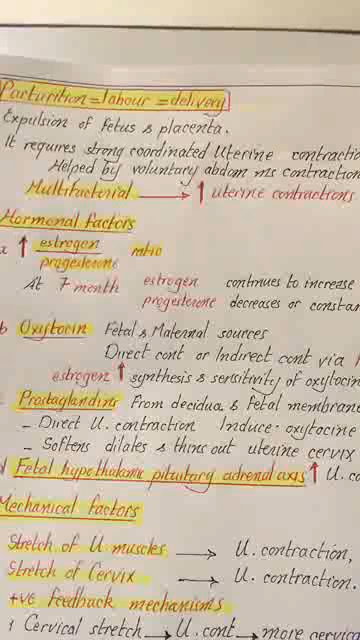 Parturition = labour = delivery
Expulsion of fetus & placenta.
It requires strong coordinated Uterine contractio
Helped by voluntary abdom ms contraction
Multifactorial → ↑ uterine contractions
Hormonal factors
a ↑ estrogen ratio
progesterone
At 7 month estrogen continues to increase
progesterone decreases or constan
b Oxytocin Fetal & Maternal sources
Direct cont or Indirect cont via
estrogen ↑ synthesis & sensitivity of oxytocin
Prostaglandins From decidua & fetal membrane
- Direct U. contraction Induce oxytocine
- Softens dilates & thins out uterine cervix
d Fetal hypothalamic pituitary adrenal axis ↑ U. co
Mechanical factors
Stretch of U muscles → U. contraction,
Stretch of Cervix → U. contraction.
+ve feedback mechanisms
Cervical stretch → U. cont → more cervic